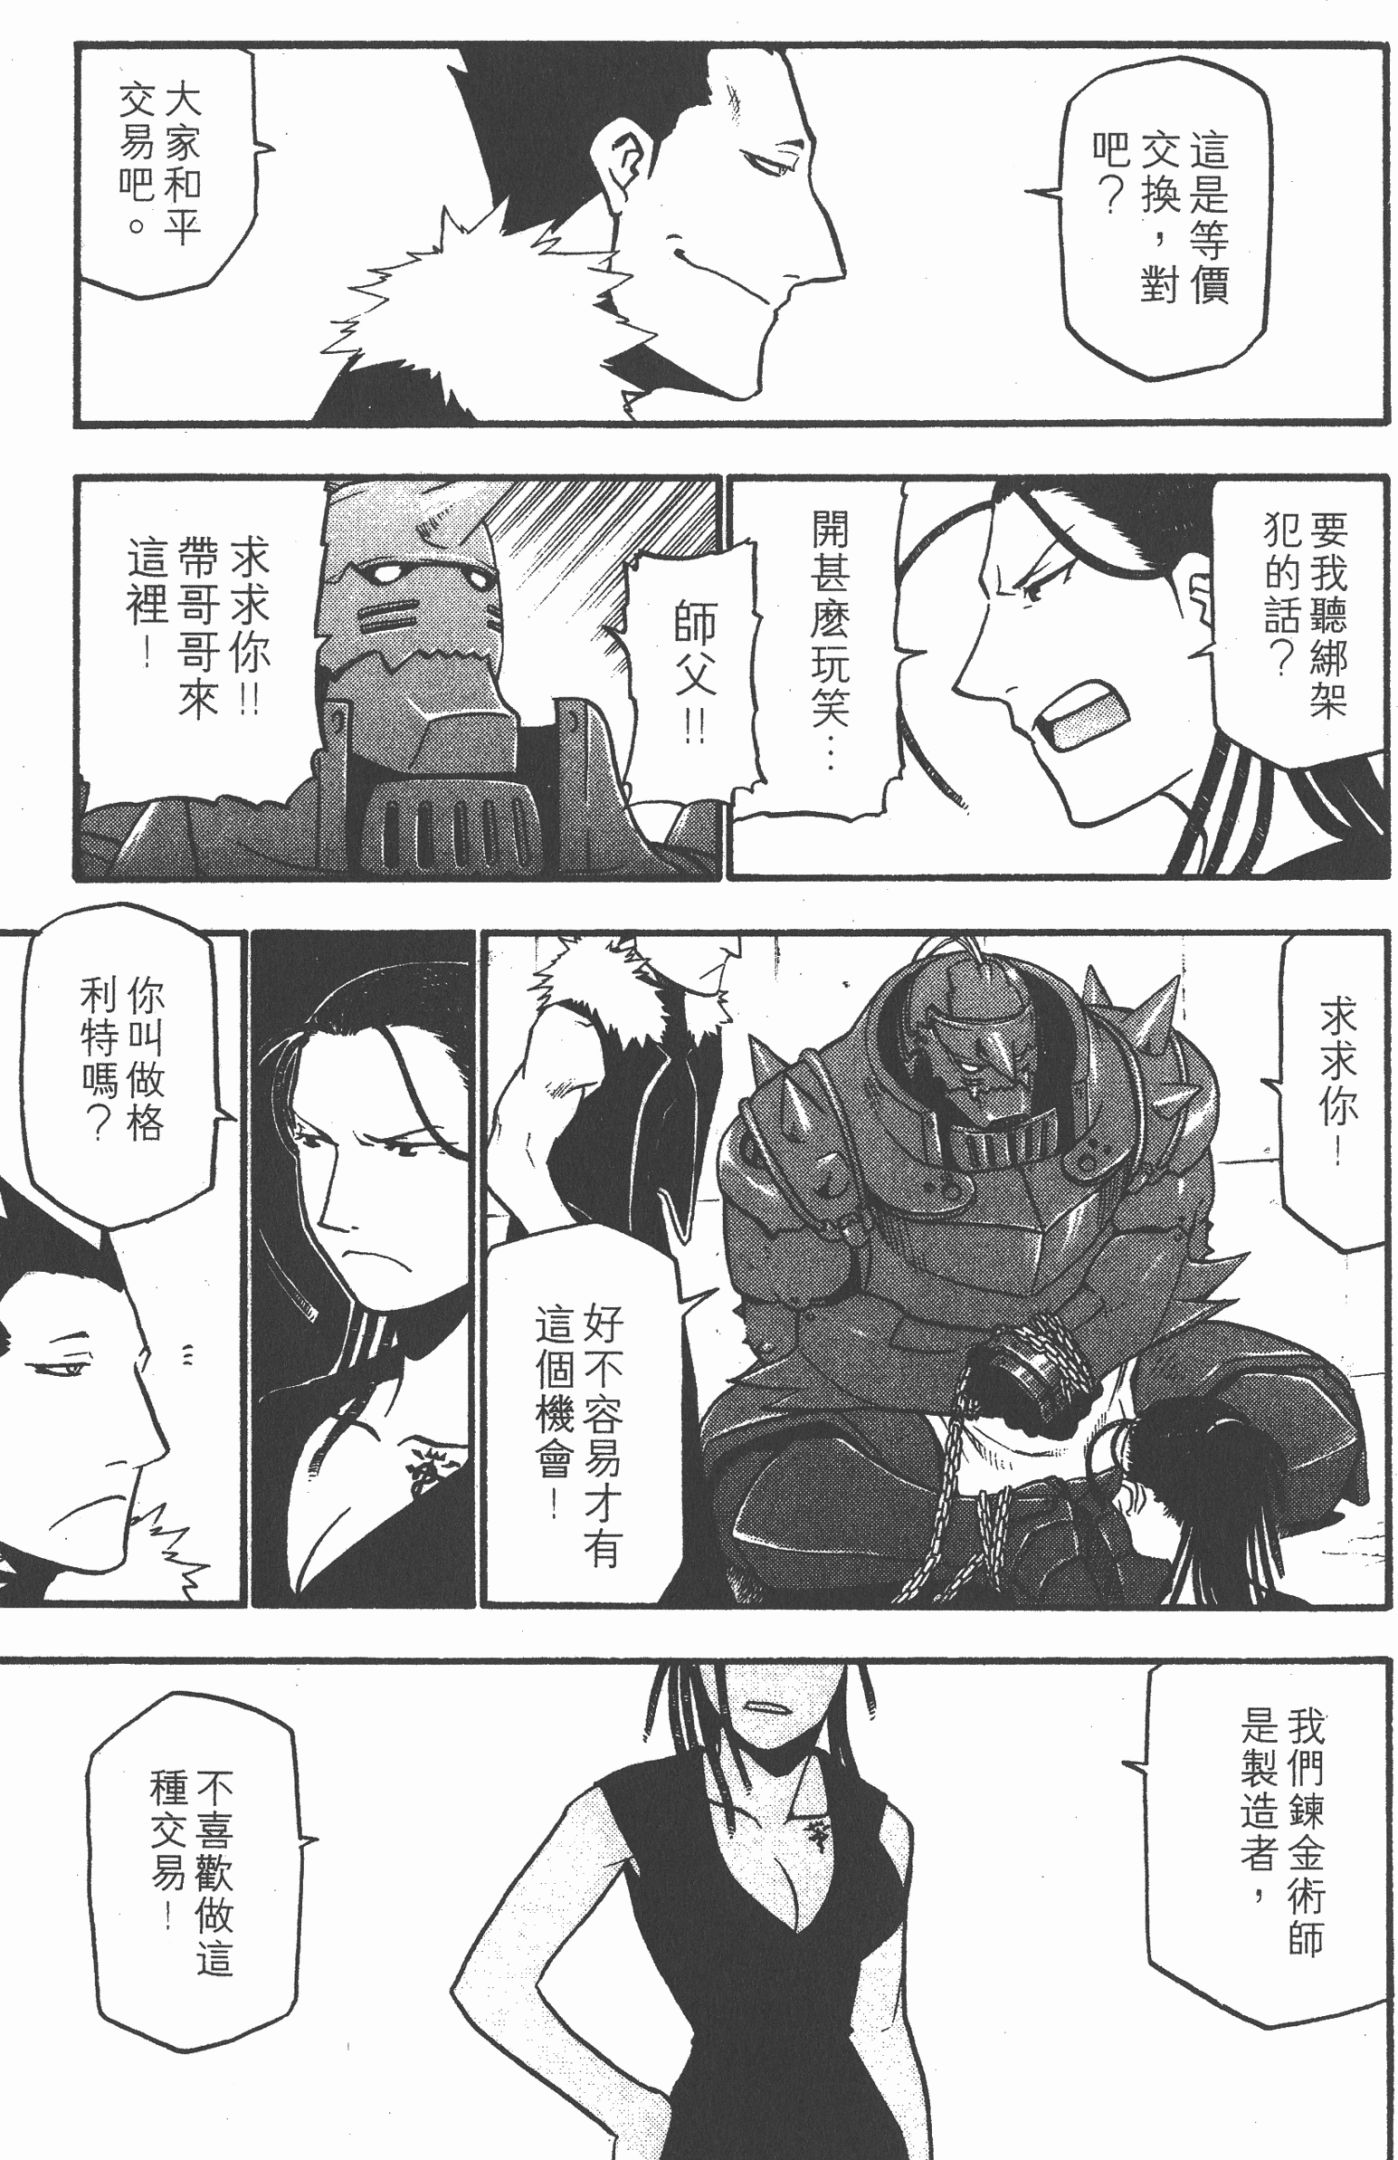 這是等價
交換，對
吧？
大家和平
交易吧。
要我聽綁架
犯的話？
開甚麼玩笑…
師父!!
求求你!!
帶哥哥來
這裡！
求求你！
好不容易才有
這個機會！
你叫做格
利特嗎？
我們鍊金術師
是製造者，
不喜歡做這
種交易！